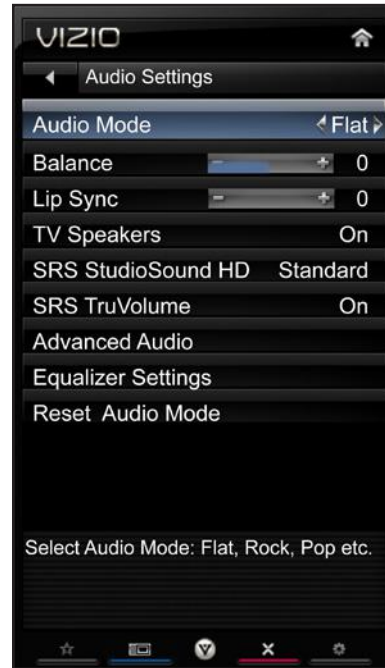 VIZIO
Audio Settings
Audio Mode Flat
Balance 0
Lip Sync 0
TV Speakers On
SRS StudioSound HD Standard
SRS TruVolume On
Advanced Audio
Equalizer Settings
Reset Audio Mode
Select Audio Mode: Flat, Rock, Pop etc.
V